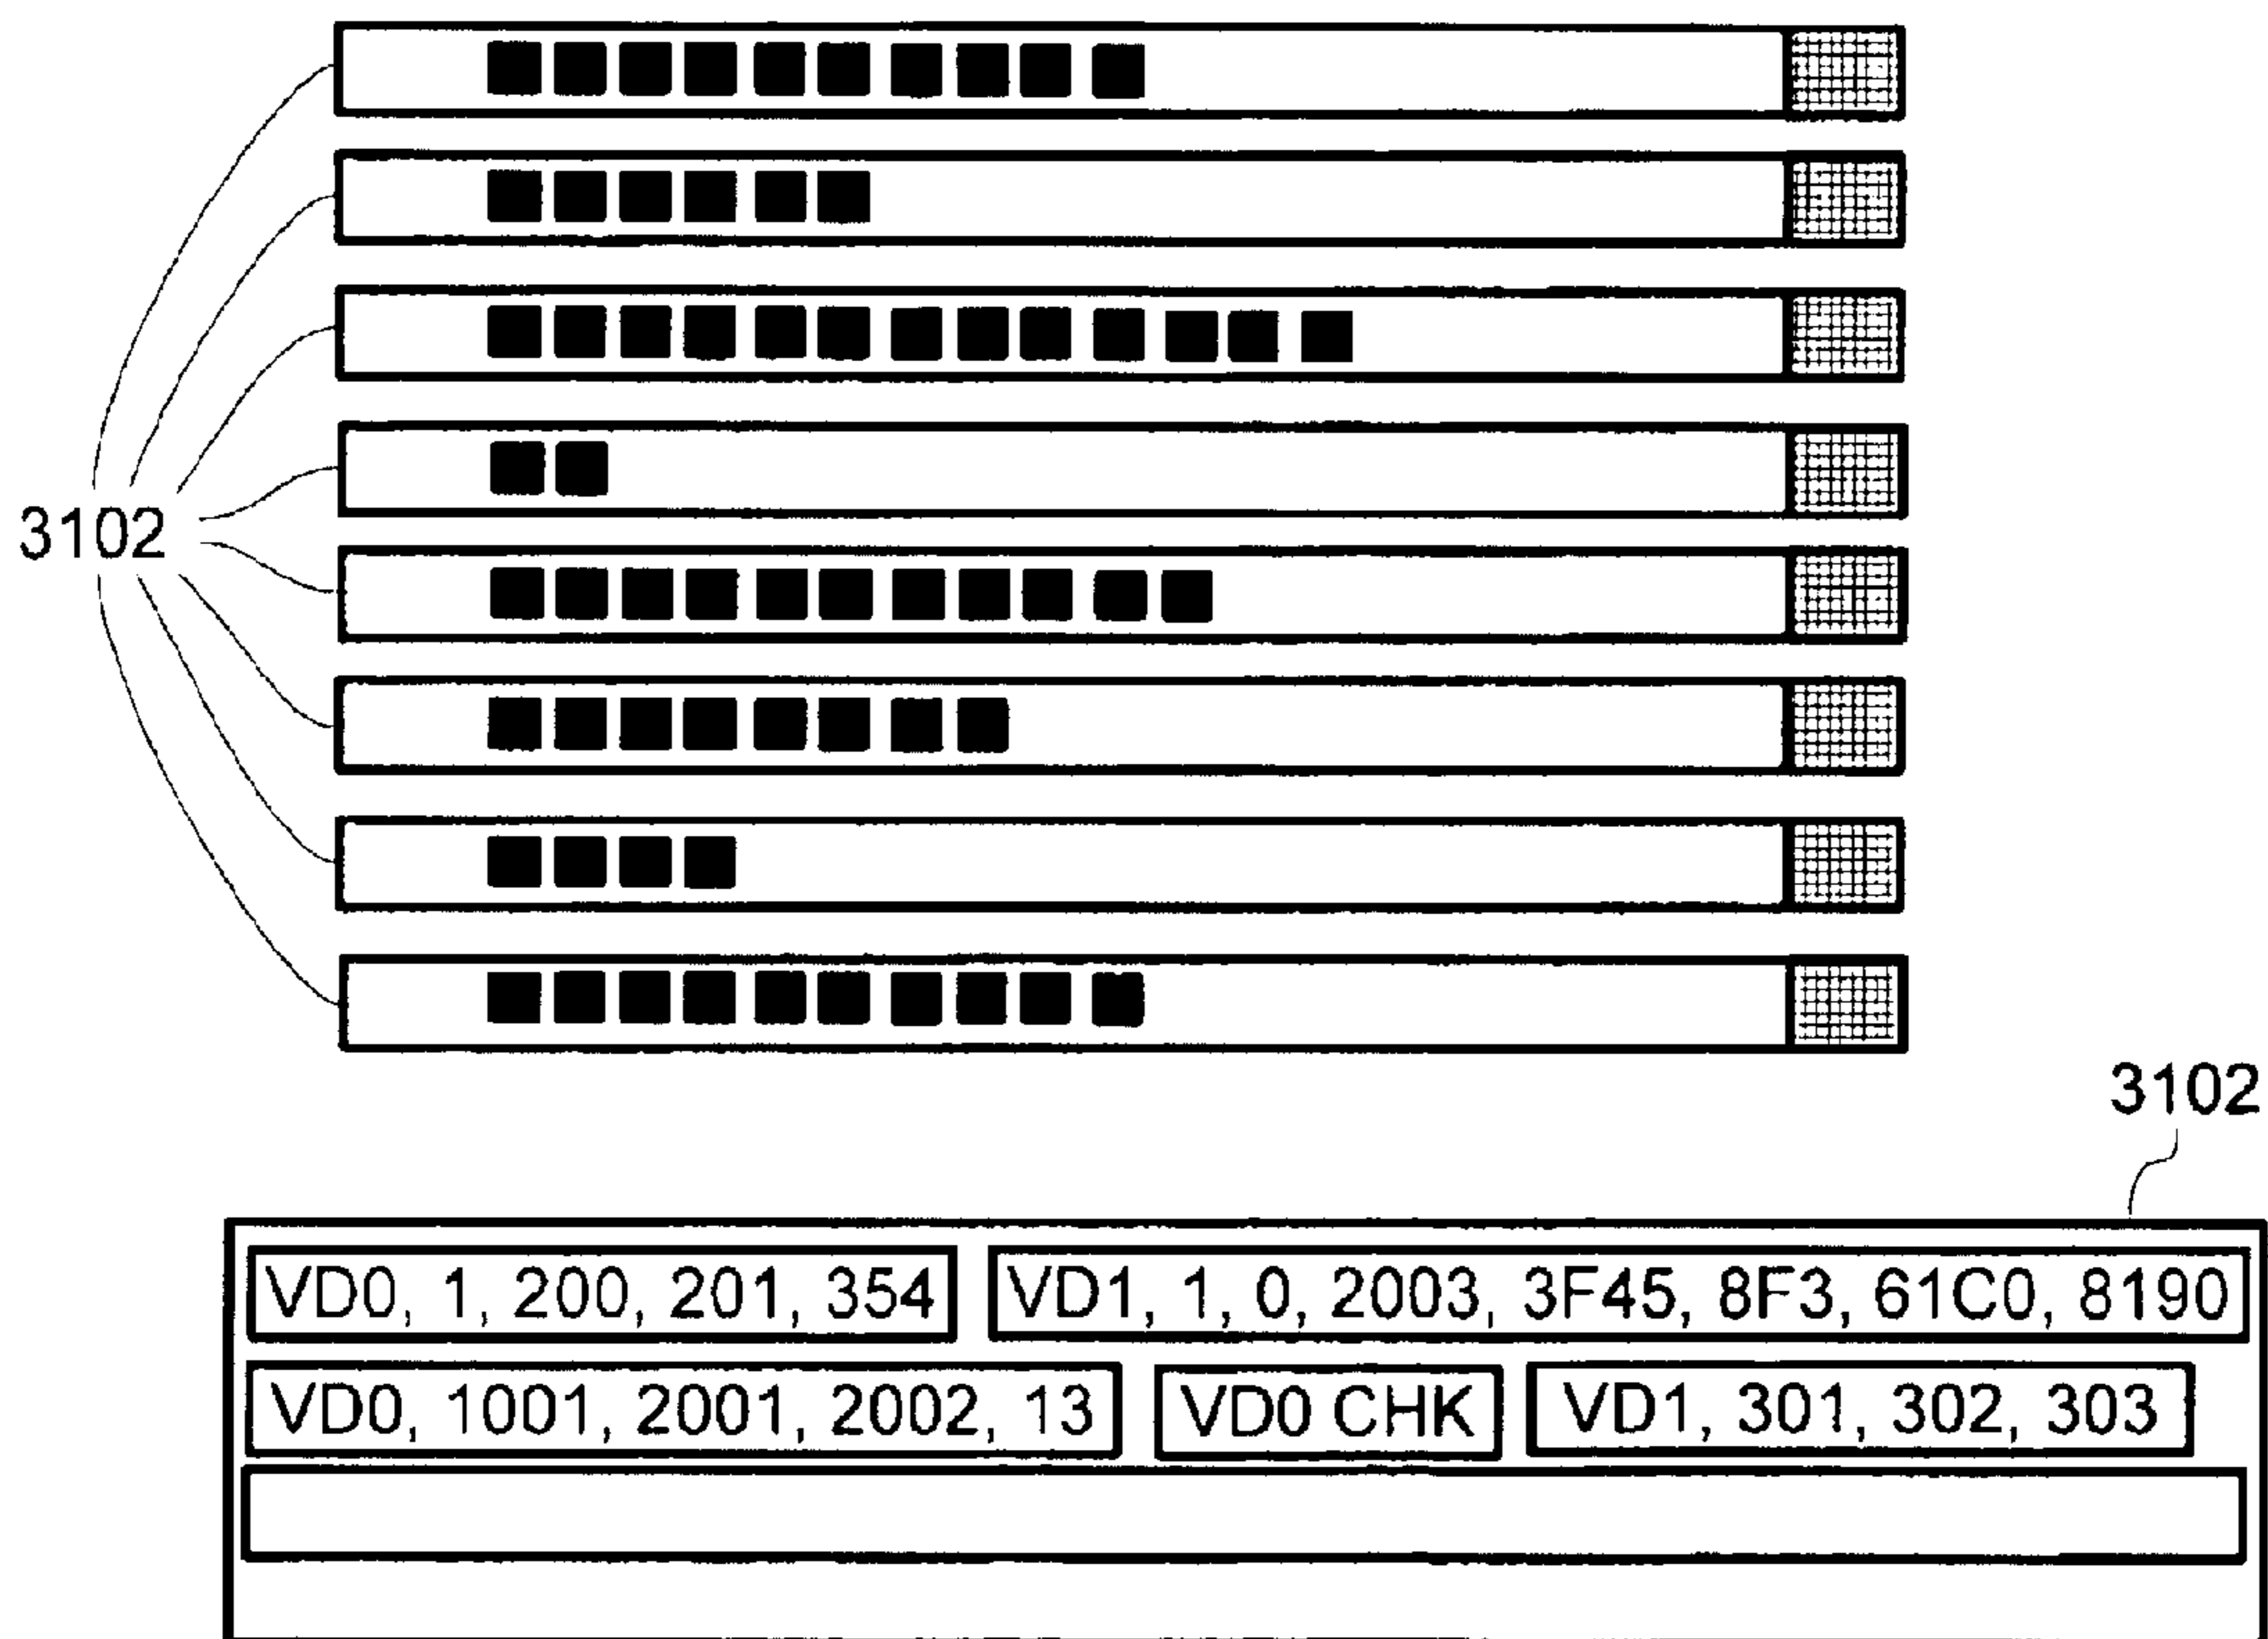 3102
3102
VD0, 1, 200, 201, 354 VD1, 1, 0, 2003, 3F45, 8F3, 61C0, 8190
VD0, 1001, 2001, 2002, 13 VD0 CHK VD1, 301, 302, 303